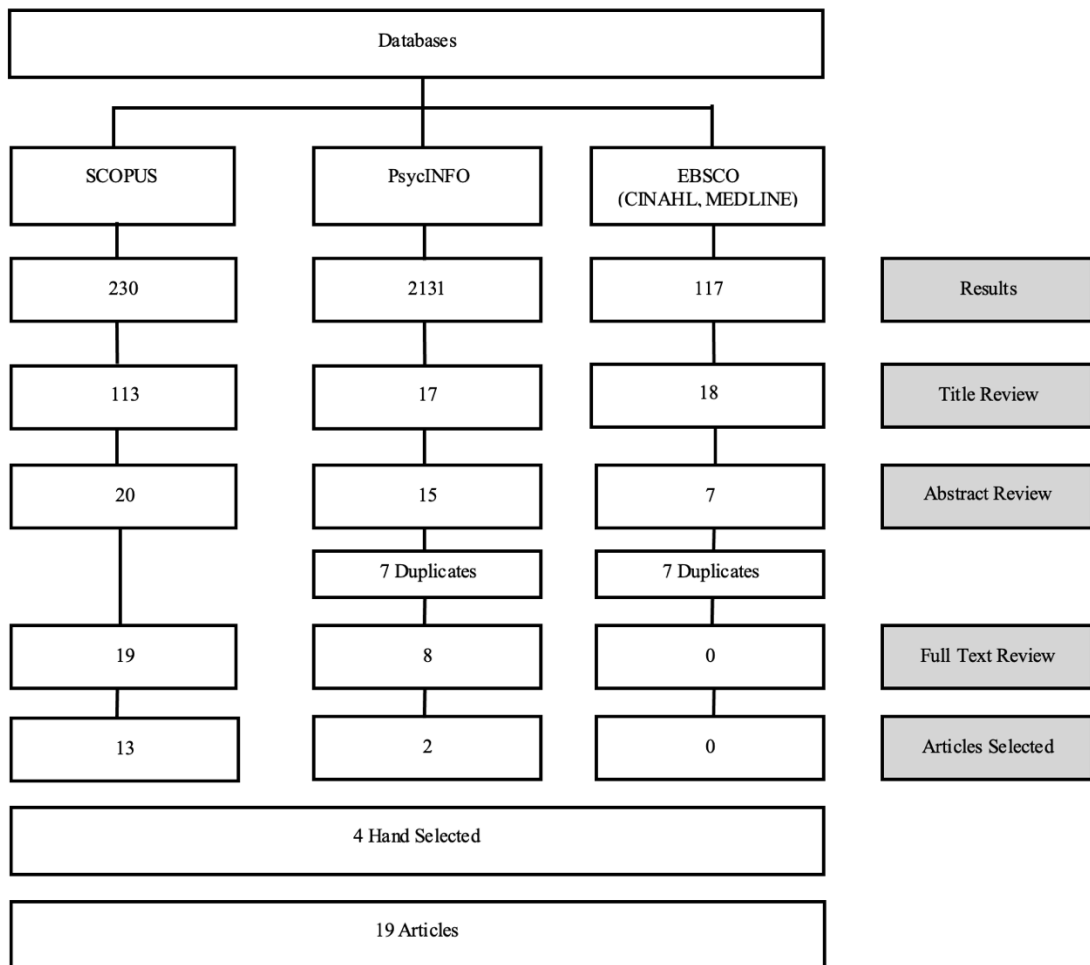 Databases
SCOPUS
PsycINFO
EBSCO
(CINAHL, MEDLINE)
230
2131
117
Results
113
17
18
Title Review
20
15
7
Abstract Review
7 Duplicates
7 Duplicates
19
8
0
Full Text Review
13
2
0
Articles Selected
4 Hand Selected
19 Articles